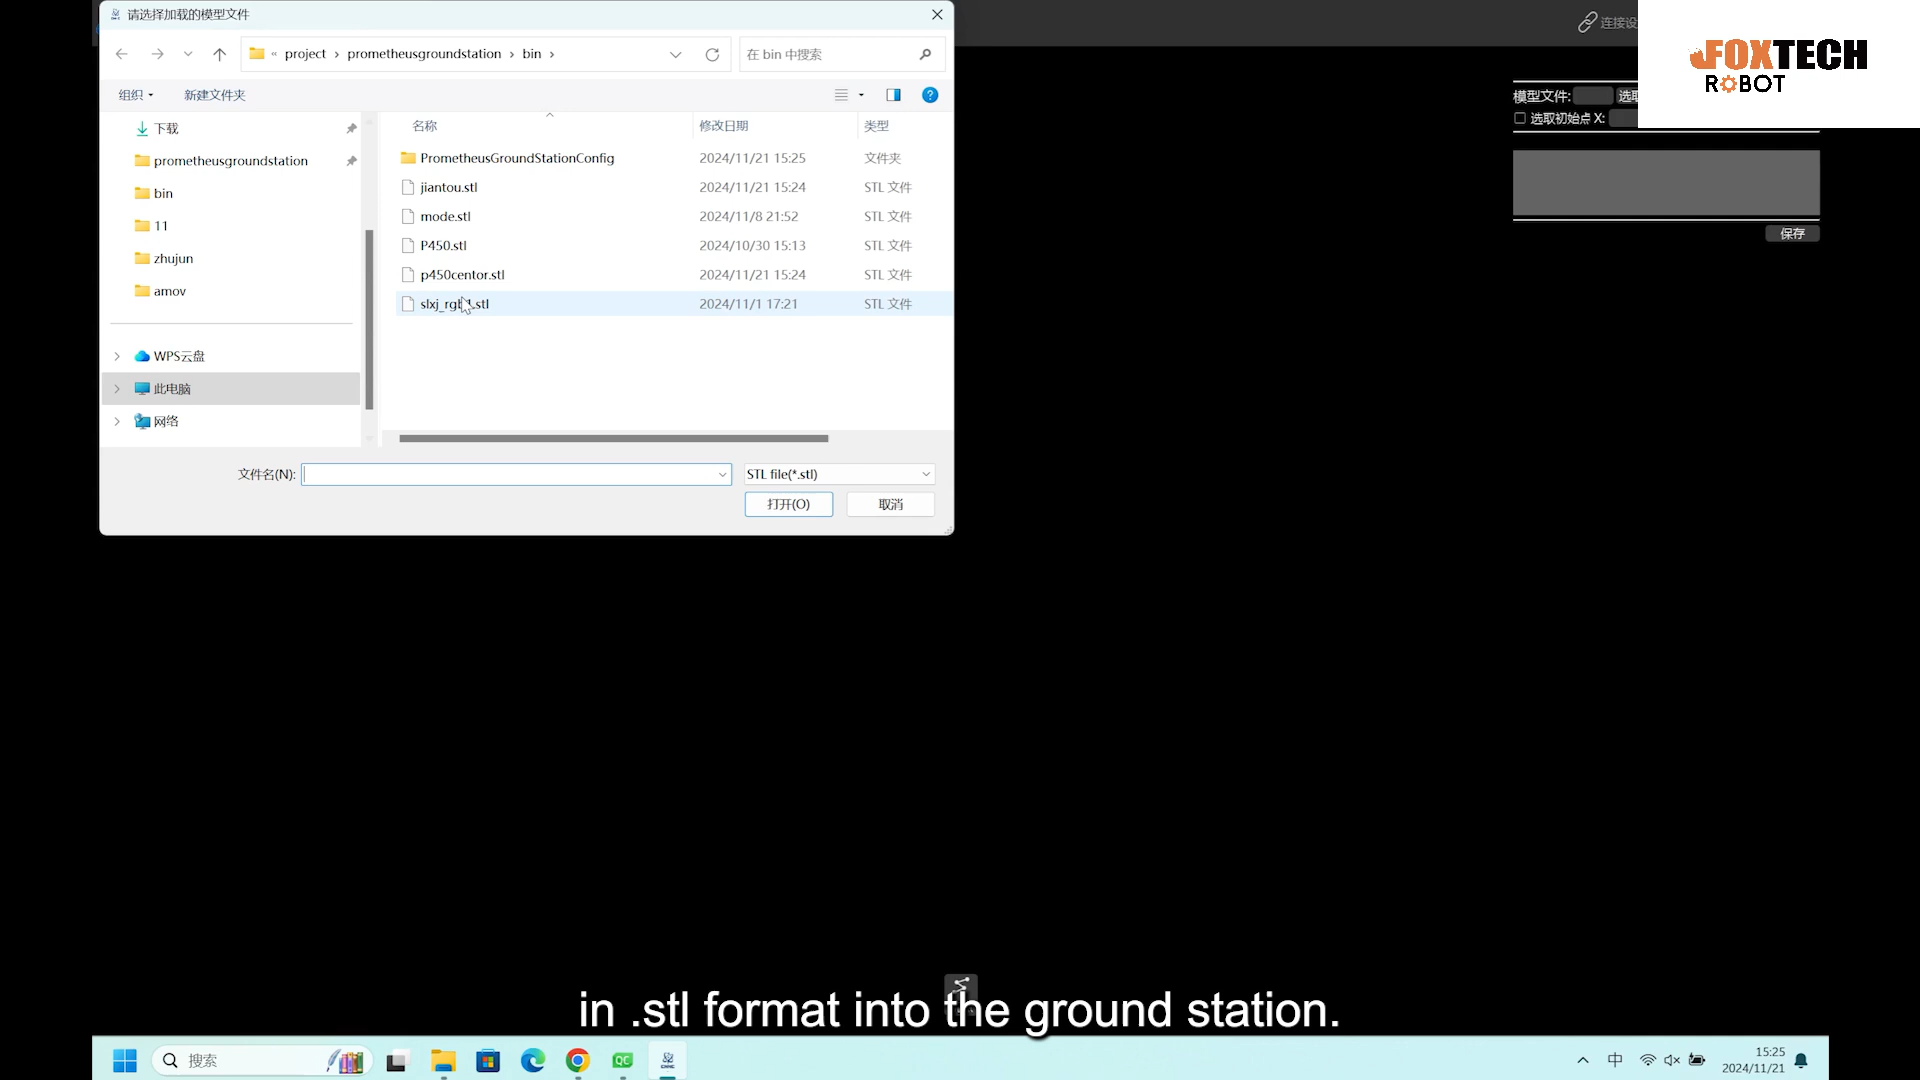 请选择加载的模型文件
« project › prometheusgroundstation › bin ›
在 bin 中搜索
组织
新建文件夹
下载
prometheusgroundstation
bin
11
zhujun
amov
WPS云盘
此电脑
网络
名称 修改日期 类型
PrometheusGroundStationConfig 2024/11/21 15:25 文件夹
jiantou.stl 2024/11/21 15:24 STL 文件
mode.stl 2024/11/8 21:52 STL 文件
P450.stl 2024/10/30 15:13 STL 文件
p450centor.stl 2024/11/21 15:24 STL 文件
2024/11/1 17:21 STL 文件
文件名(N):
STL file(*.stl)
打开(O) 取消
连接设
FOXTECH
ROBOT
模型文件: 选取
选取初始点 X:
保存
in .stl format into the ground station.
搜索
QC
中
15:25
2024/11/21